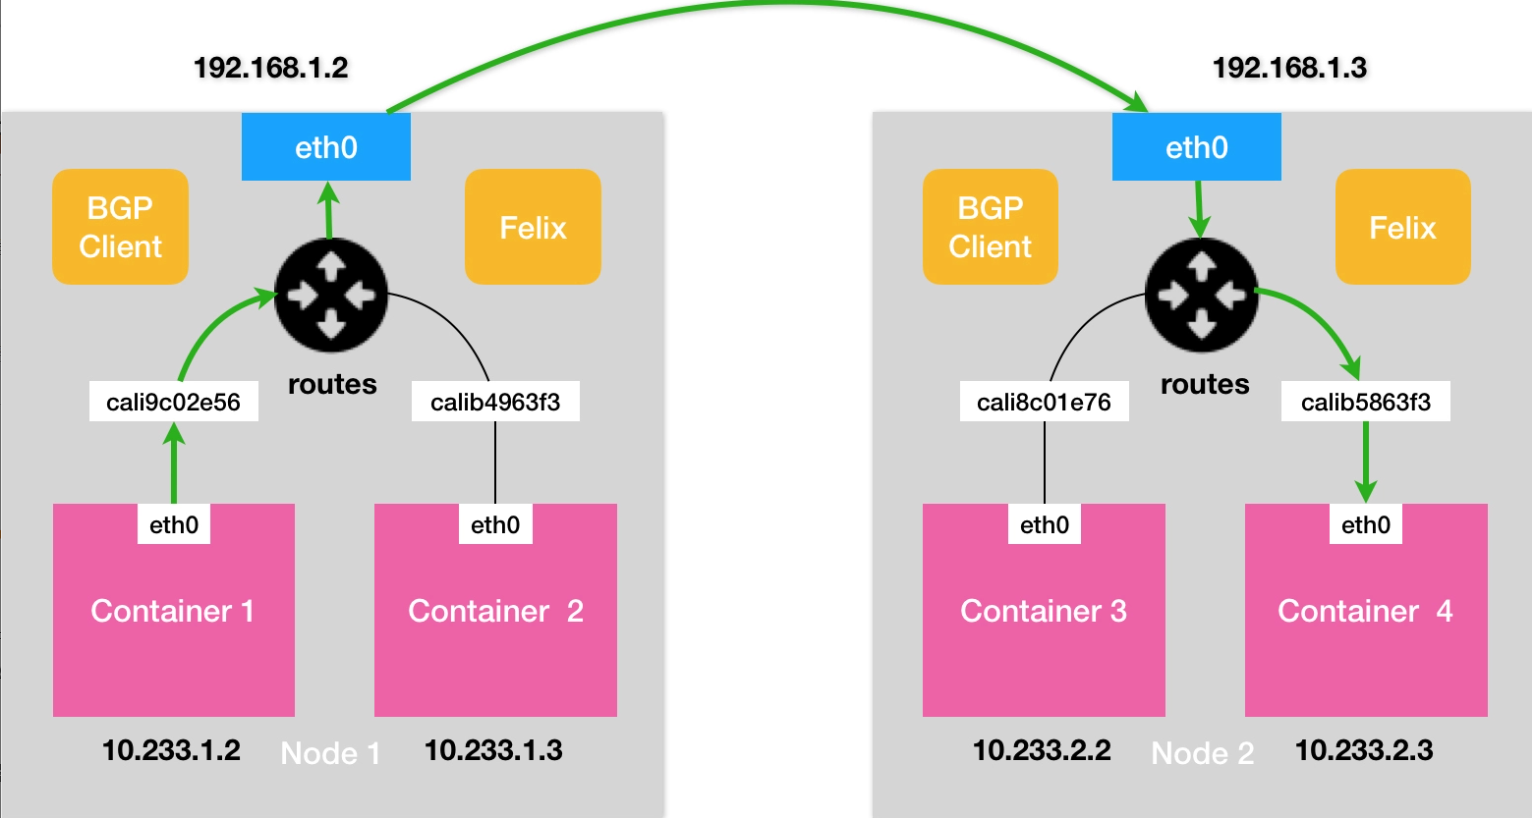 192.168.1.2
192.168.1.3
eth0
BGP
Client
Felix
routes
cali9c02e56
calib4963f3
eth0
Container 1
eth0
Container 2
10.233.1.2
Node 1
10.233.1.3
eth0
BGP
Client
Felix
routes
cali8c01e76
calib5863f3
eth0
Container 3
eth0
Container 4
10.233.2.2
Node 2
10.233.2.3